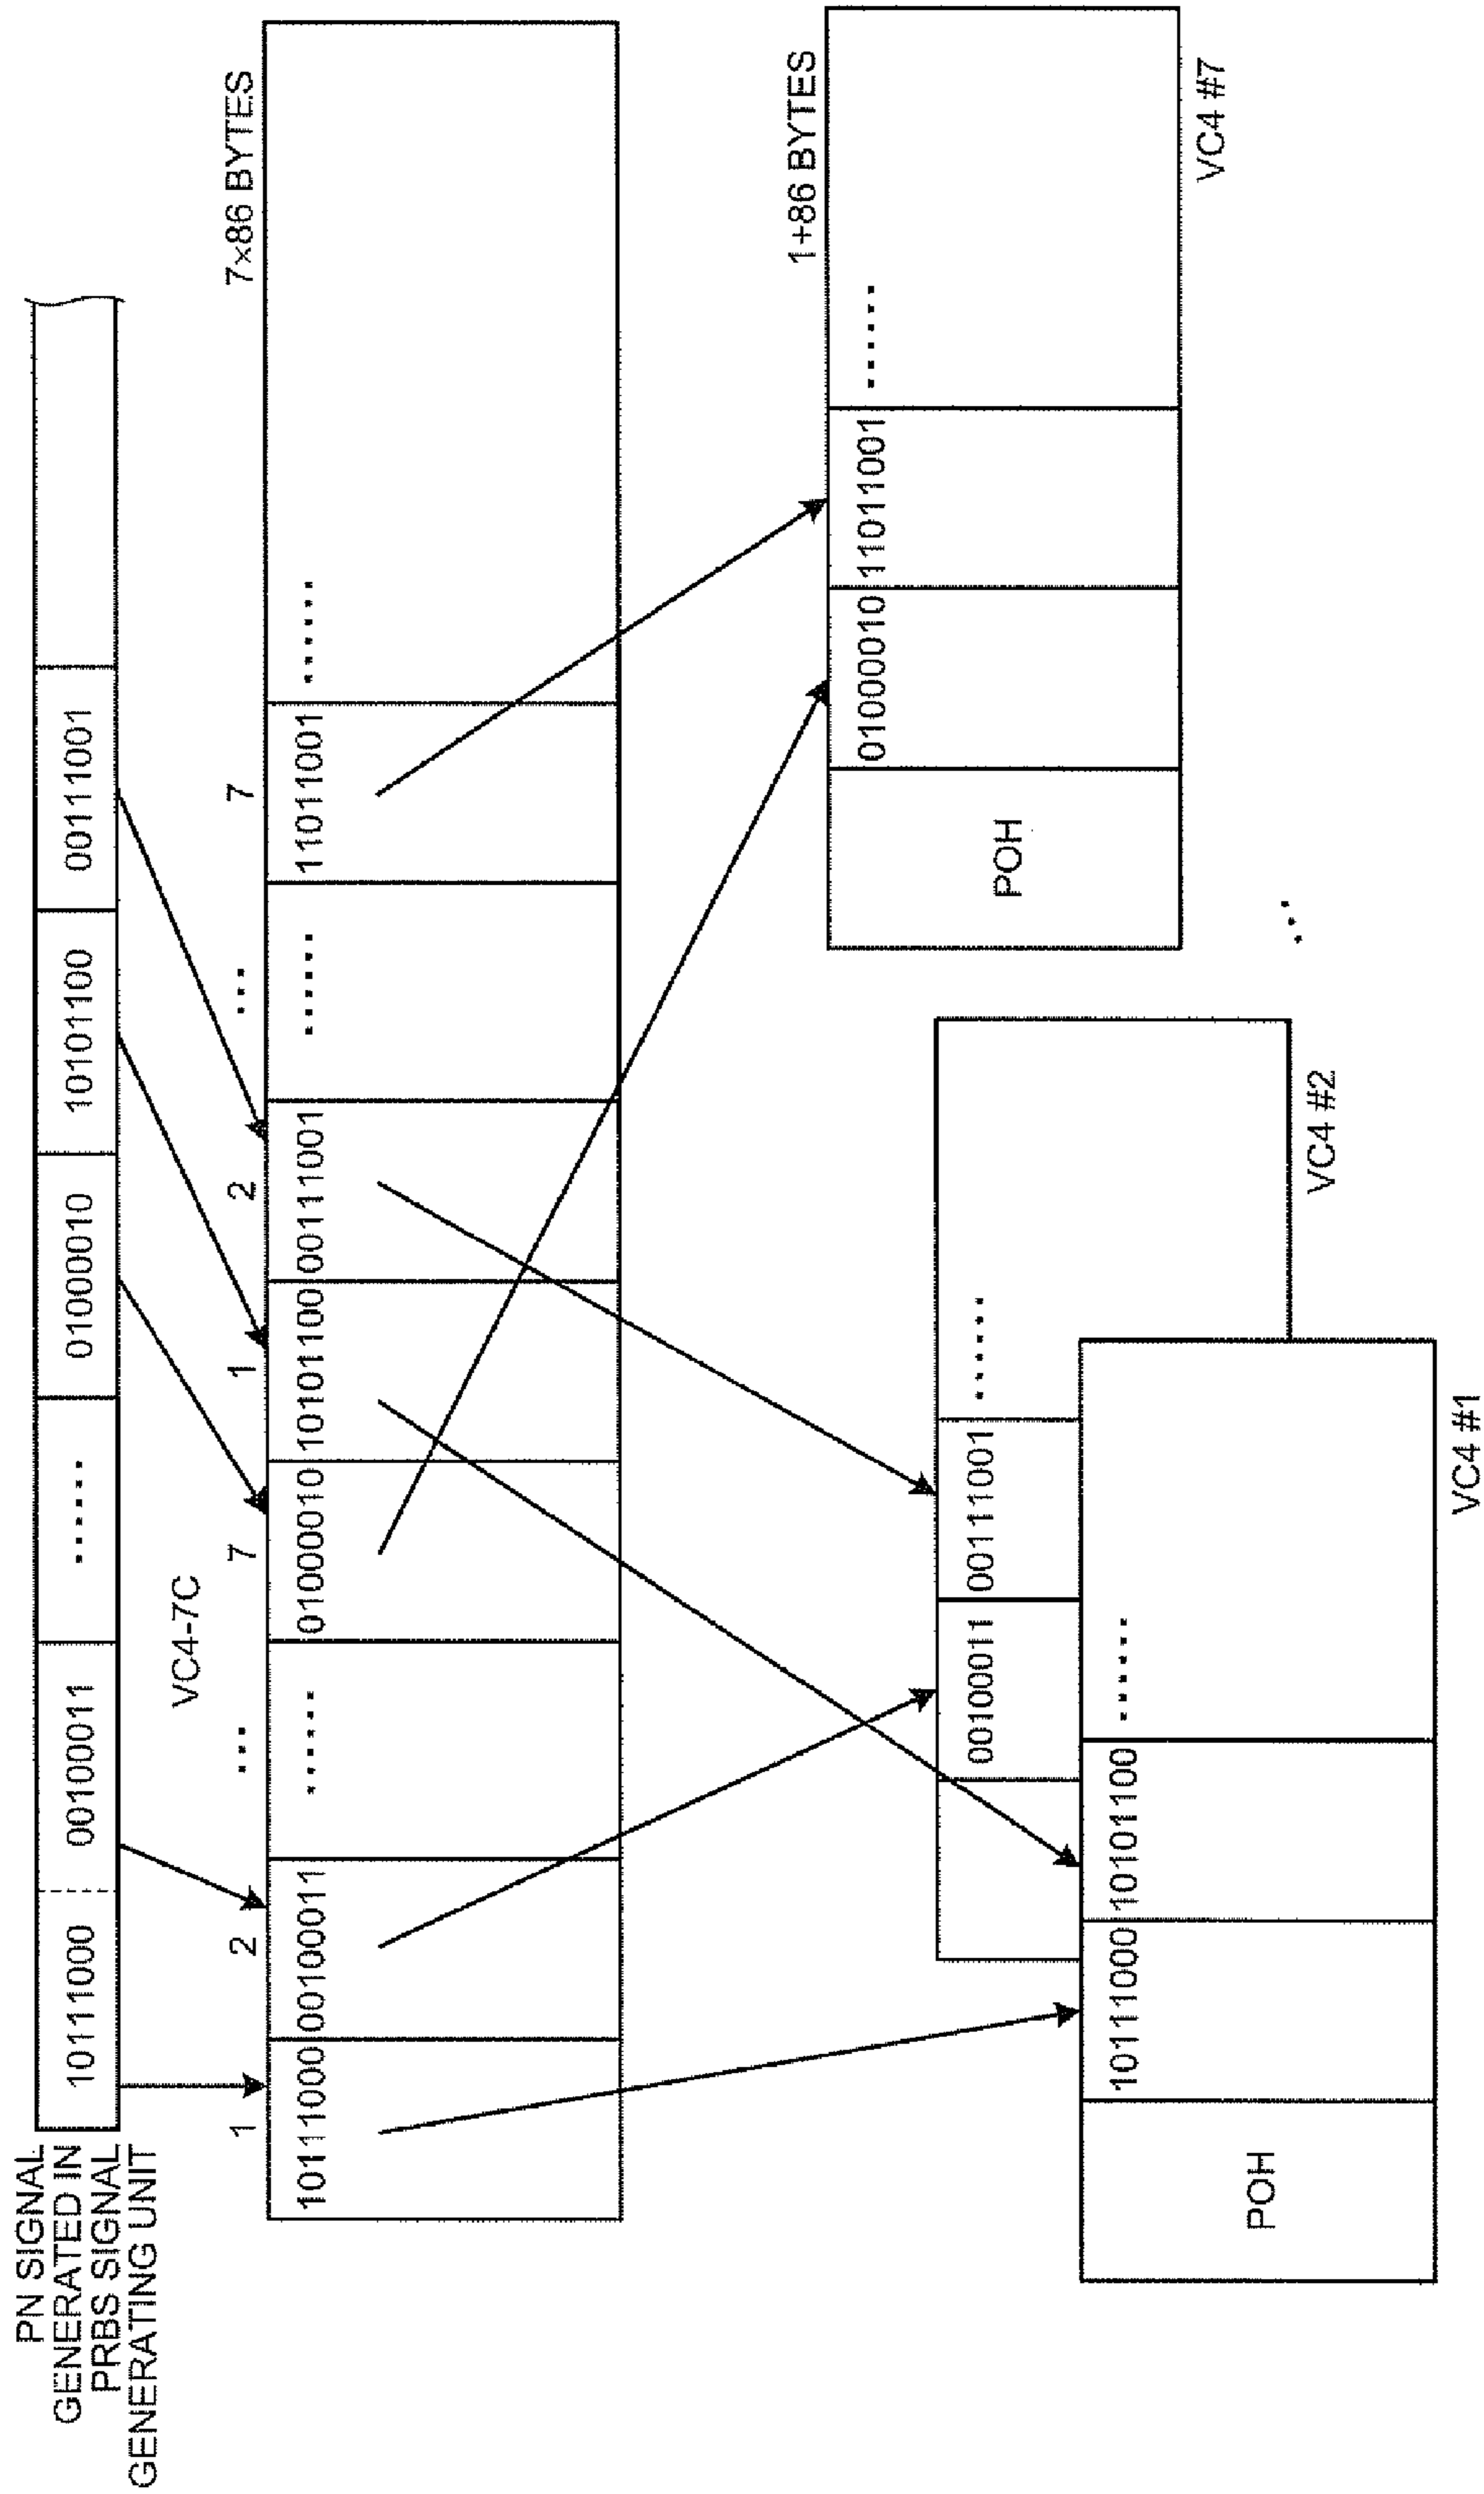 PN SIGNAL
GENERATED IN
PRBS SIGNAL
GENERATING UNIT
10111000 00100011 ...... 01000010 10101100 00111001
VC4-7C
7×86 BYTES
1 2 ... 7 1 2 ... 7
10111000 00100011 ...... 01000010 10101100 00111001 ...... 11011001 ......
1+86 BYTES
POH 01000010 11011001 ......
VC4 #7
0010011 00111001 ......
VC4 #2
...
POH 10111000 10101100 ......
VC4 #1